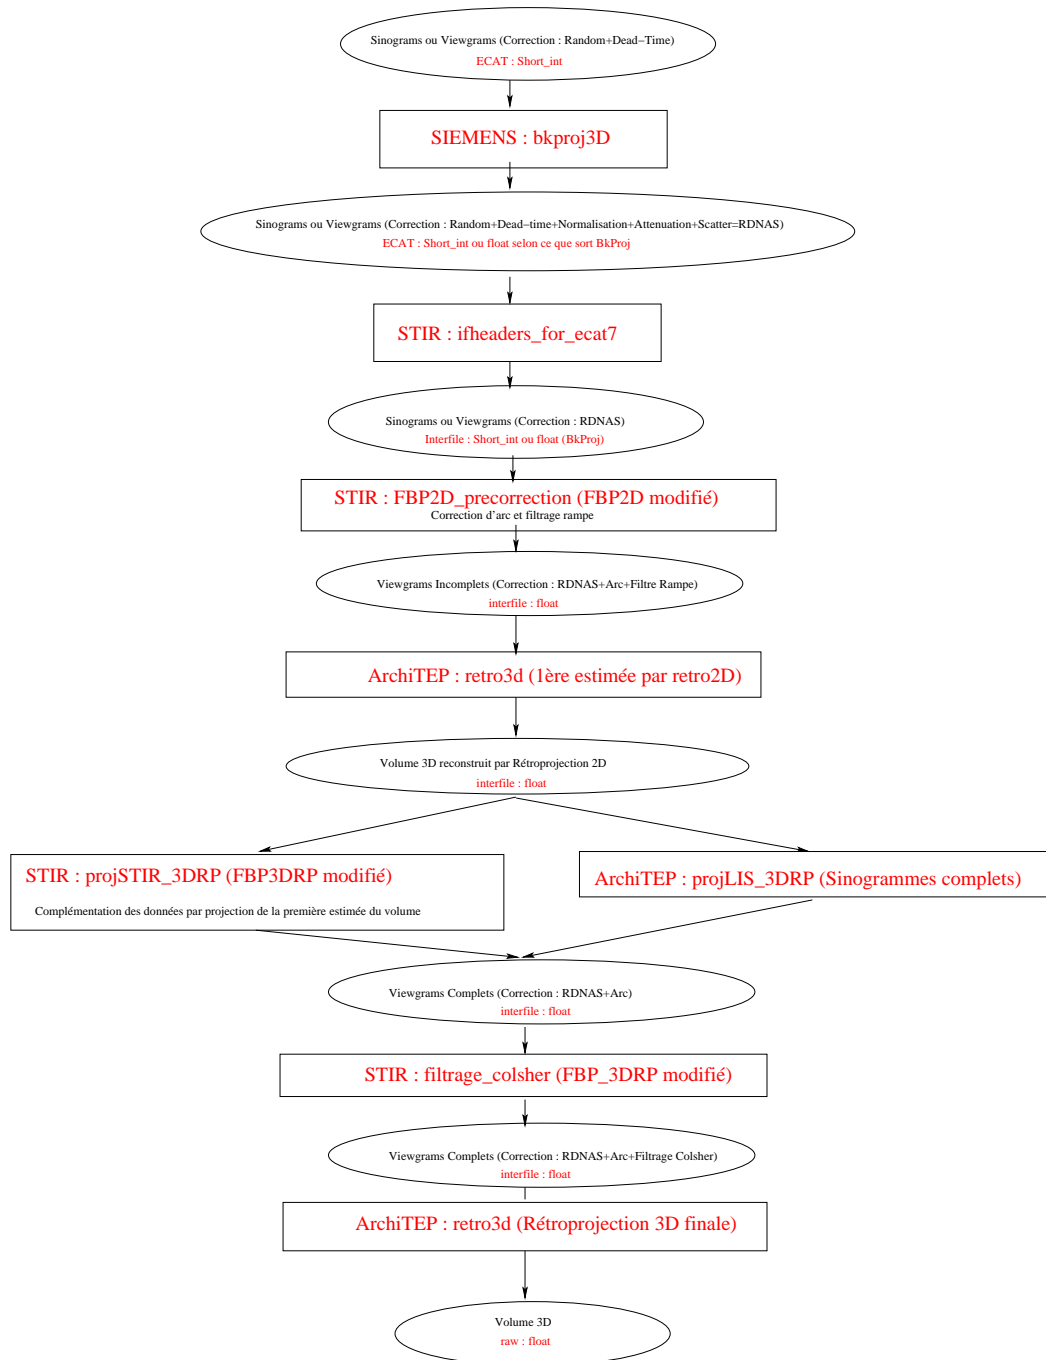 Sinograms ou Viewgrams (Correction : Random+Dead−Time)
ECAT : Short_int
SIEMENS : bkproj3D
Sinograms ou Viewgrams (Correction : Random+Dead−time+Normalisation+Attenuation+Scatter=RDNAS)
ECAT : Short_int ou float selon ce que sort BkProj
STIR : ifheaders_for_ecat7
Sinograms ou Viewgrams (Correction : RDNAS)
Interfile : Short_int ou float (BkProj)
STIR : FBP2D_precorrection (FBP2D modifié)
Correction d'arc et filtrage rampe
Viewgrams Incomplets (Correction : RDNAS+Arc+Filtre Rampe)
interfile : float
ArchiTEP : retro3d (1ère estimée par retro2D)
Volume 3D reconstruit par Rétroprojection 2D
interfile : float
STIR : projSTIR_3DRP (FBP3DRP modifié)
Complémentation des données par projection de la première estimée du volume
ArchiTEP : projLIS_3DRP (Sinogrammes complets)
Viewgrams Complets (Correction : RDNAS+Arc)
interfile : float
STIR : filtrage_colsher (FBP_3DRP modifié)
Viewgrams Complets (Correction : RDNAS+Arc+Filtrage Colsher)
interfile : float
ArchiTEP : retro3d (Rétroprojection 3D finale)
Volume 3D
raw : float